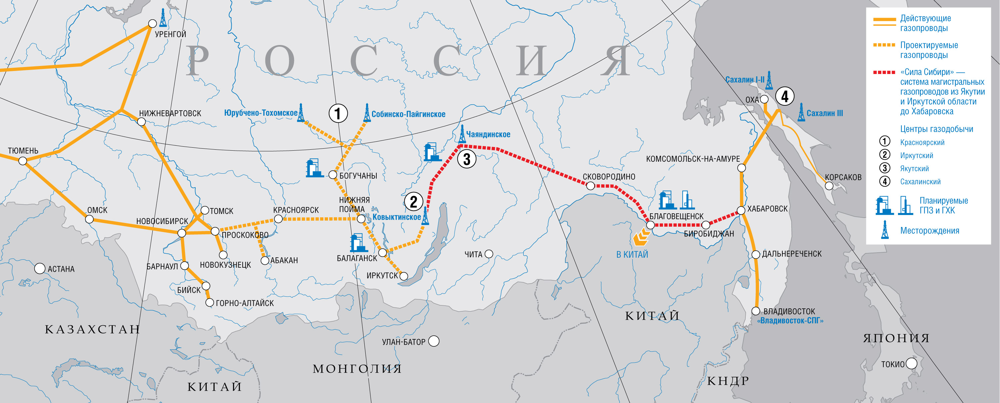 УРЕНГОЙ
РОССИЯ
НИЖНЕВАРТОВСК
ТЮМЕНЬ
Юрубчено-Тохомское
1
Собинско-Пайгинское
Чаяндинское
3
Сахалин I-II
ОХА
4
Сахалин III
КОМСОМОЛЬСК-НА-АМУРЕ
КОРСАКОВ
СКОВОРОДИНО
БОГУЧАНЫ
НИЖНЯЯ
ПОЙМА
2
Ковыктинское
ОМСК
НОВОСИБИРСК
ТОМСК
КРАСНОЯРСК
ПРОСКОКОВО
БЛАГОВЕЩЕНСК
БИРОБИДЖАН
ХАБАРОВСК
В КИТАЙ
АСТАНА
БАРНАУЛ
НОВОКУЗНЕЦК
АБАКАН
БАЛАГАНСК
ИРКУТСК
ЧИТА
ДАЛЬНЕРЕЧЕНСК
БИЙСК
ГОРНО-АЛТАЙСК
ВЛАДИВОСТОК
«Владивосток-СПГ»
КАЗАХСТАН
КИТАЙ
УЛАН-БАТОР
МОНГОЛИЯ
КИТАЙ
КНДР
ЯПОНИЯ
ТОКИО
Действующие
газопроводы
Проектируемые
газопроводы
«Сила Сибири» —
система магистральных
газопроводов из Якутии
и Иркутской области
до Хабаровска
Центры газодобычи
1 Красноярский
2 Иркутский
3 Якутский
4 Сахалинский
Планируемые
ГПЗ и ГХК
Месторождения